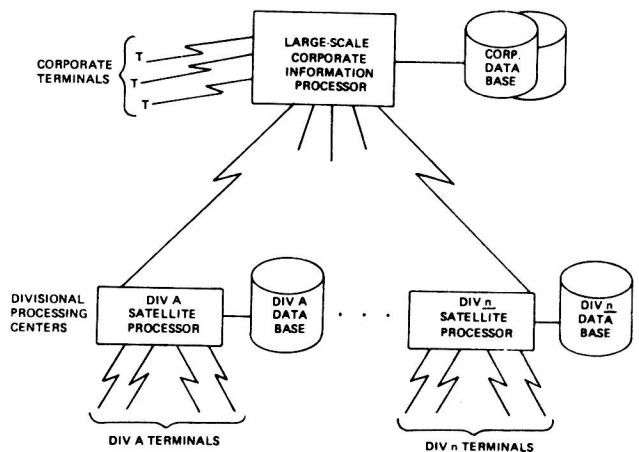 LARGE-SCALE
CORPORATE
INFORMATION
PROCESSOR
CORP.
DATA
BASE
CORPORATE
TERMINALS
T
T
T
DIVISIONAL
PROCESSING
CENTERS
DIV A
SATELLITE
PROCESSOR
DIV A
DATA
BASE
. . . .
DIV n
SATELLITE
PROCESSOR
DIV n
DATA
BASE
DIV A TERMINALS
DIV n TERMINALS